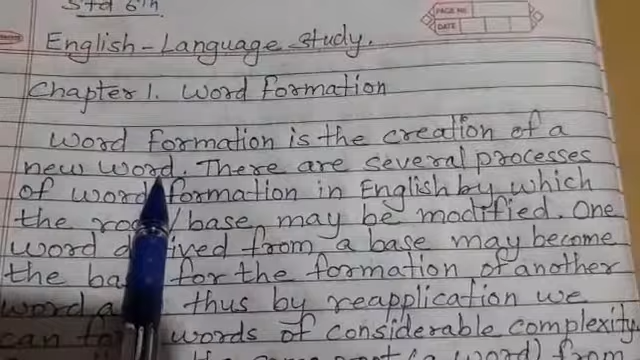 Std 6th
English-Language Study.
PAGE NO.
DATE
Chapter 1. Word Formation
Word formation is the creation of a
new word. There are several processes
of word formation in English by which
the /base may be modified. One
word from a base may become
the for the formation of another
word thus by reapplication we
can words of considerable complexity.